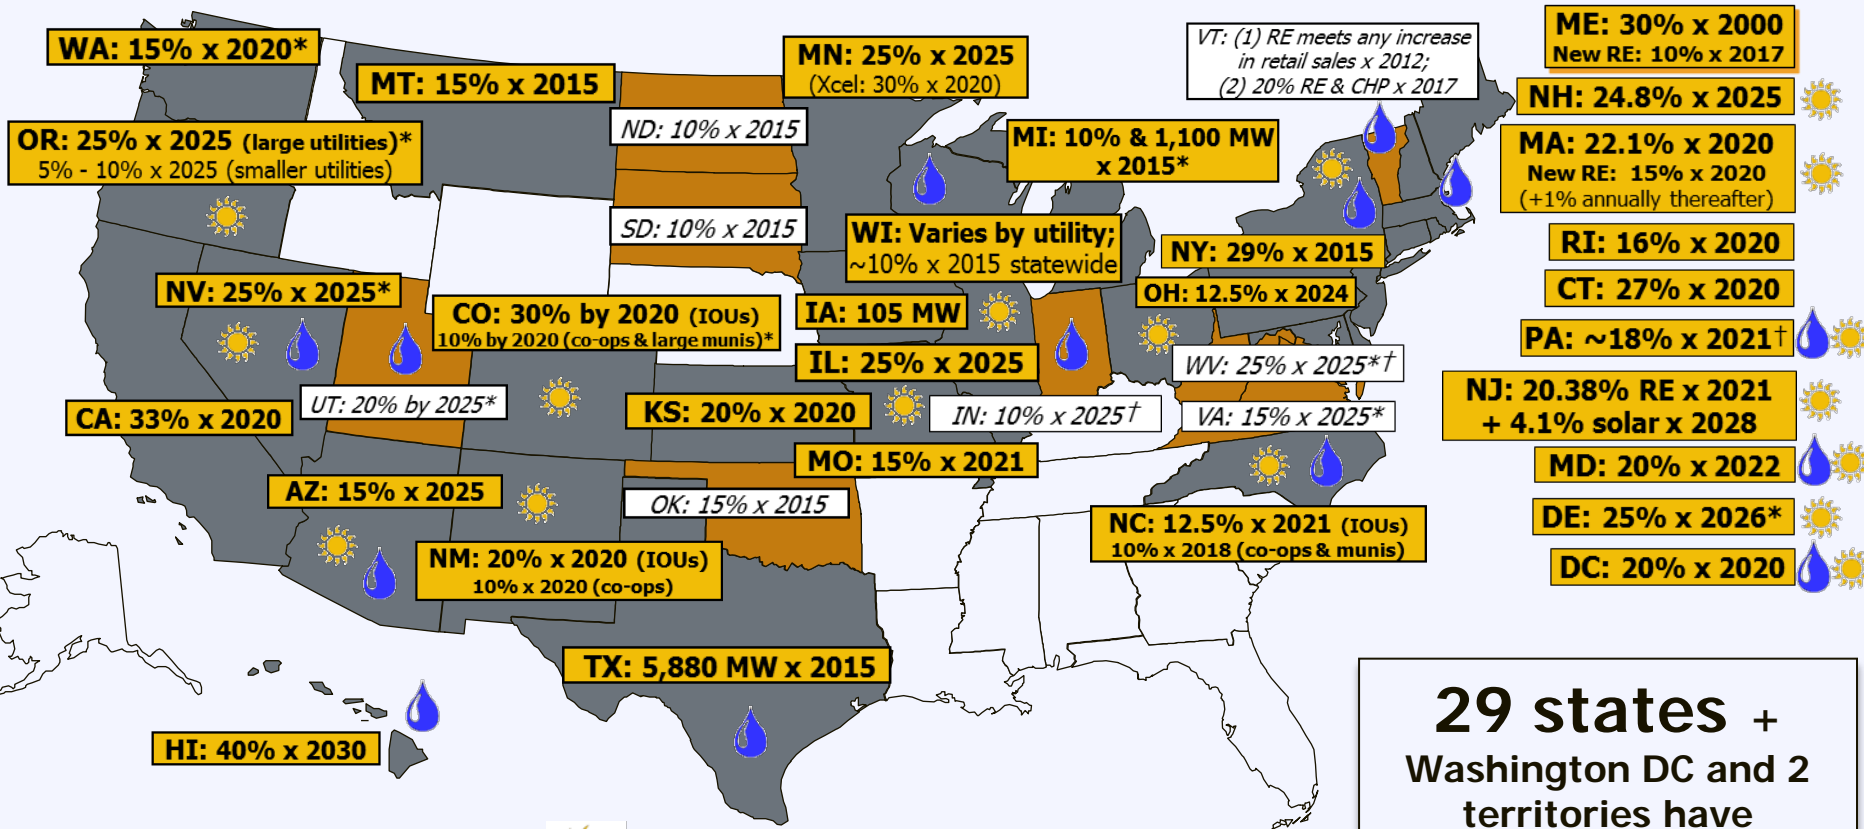 WA: 15% x 2020*
MT: 15% x 2015
MN: 25% x 2025
(Xcel: 30% x 2020)
VT: (1) RE meets any increase
in retail sales x 2012;
(2) 20% RE & CHP x 2017
ME: 30% x 2000
New RE: 10% x 2017
NH: 24.8% x 2025
OR: 25% x 2025 (large utilities)*
5% - 10% x 2025 (smaller utilities)
ND: 10% x 2015
MI: 10% & 1,100 MW
x 2015*
MA: 22.1% x 2020
New RE: 15% x 2020
(+1% annually thereafter)
SD: 10% x 2015
WI: Varies by utility;
~10% x 2015 statewide
NY: 29% x 2015
RI: 16% x 2020
NV: 25% x 2025*
CO: 30% by 2020 (IOUs)
10% by 2020 (co-ops & large munis)*
IA: 105 MW
OH: 12.5% x 2024
CT: 27% x 2020
IL: 25% x 2025
WV: 25% x 2025*†
PA: ~18% x 2021†
CA: 33% x 2020
UT: 20% by 2025*
KS: 20% x 2020
IN: 10% x 2025†
VA: 15% x 2025*
NJ: 20.38% RE x 2021
+ 4.1% solar x 2028
MO: 15% x 2021
MD: 20% x 2022
AZ: 15% x 2025
OK: 15% x 2015
NC: 12.5% x 2021 (IOUs)
10% x 2018 (co-ops & munis)
DE: 25% x 2026*
NM: 20% x 2020 (IOUs)
10% x 2020 (co-ops)
DC: 20% x 2020
TX: 5,880 MW x 2015
HI: 40% x 2030
29 states +
Washington DC and 2
territories have